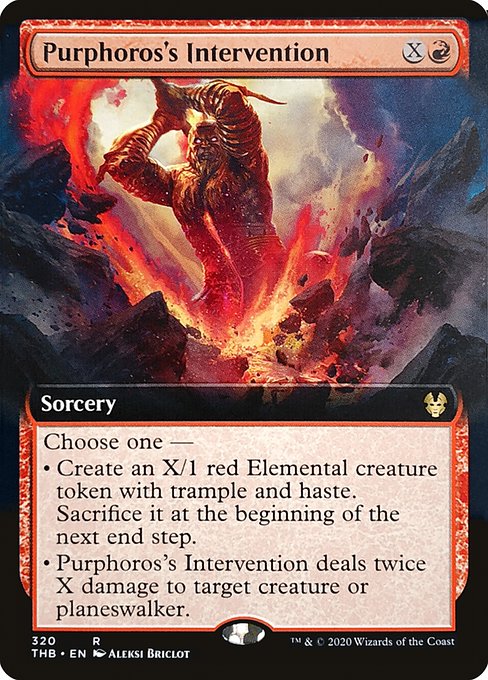 Purphoros's Intervention X
Sorcery
Choose one —
• Create an X/1 red Elemental creature
token with trample and haste.
Sacrifice it at the beginning of the
next end step.
• Purphoros's Intervention deals twice
X damage to target creature or
planeswalker.
320 R
THB • EN Aleksi Briclot
™ & © 2020 Wizards of the Coast